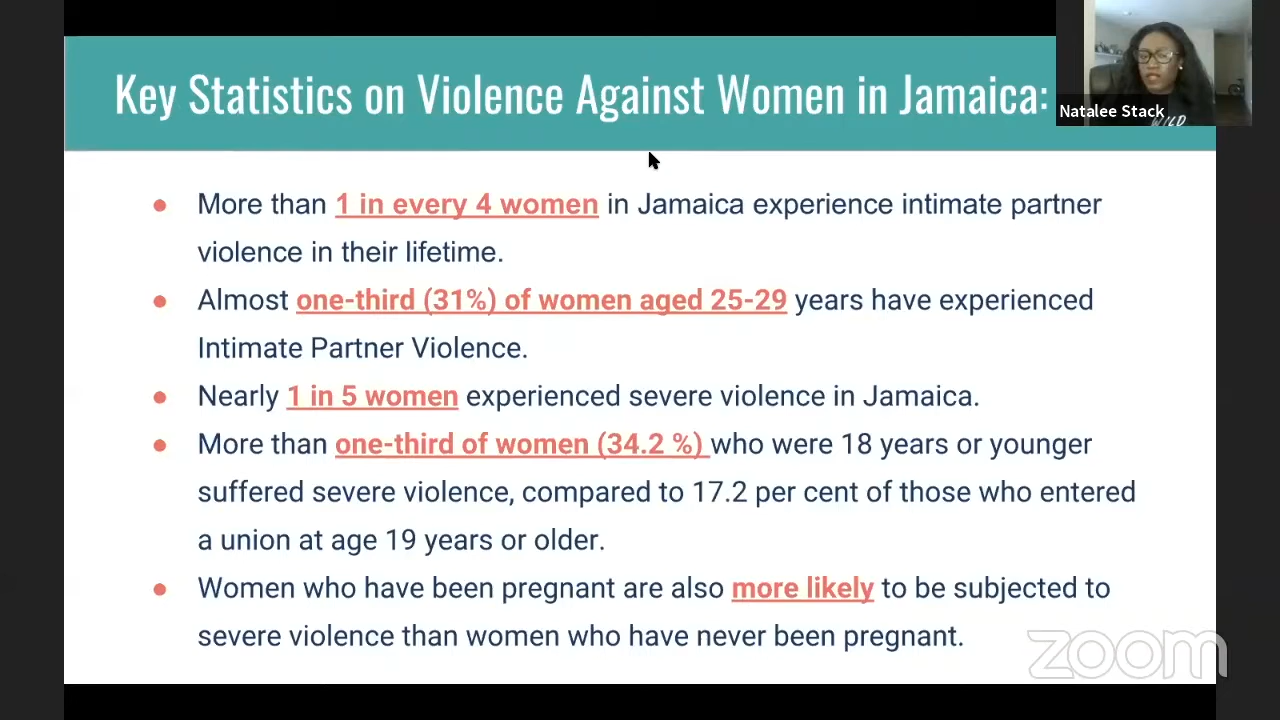 Key Statistics on Violence Against Women in Jamaica:
Natalee Stack
WILD
More than 1 in every 4 women in Jamaica experience intimate partner
violence in their lifetime.
Almost one-third (31%) of women aged 25-29 years have experienced
Intimate Partner Violence.
Nearly 1 in 5 women experienced severe violence in Jamaica.
More than one-third of women (34.2 %) who were 18 years or younger
suffered severe violence, compared to 17.2 per cent of those who entered
a union at age 19 years or older.
Women who have been pregnant are also more likely to be subjected to
severe violence than women who have never been pregnant.
zoom